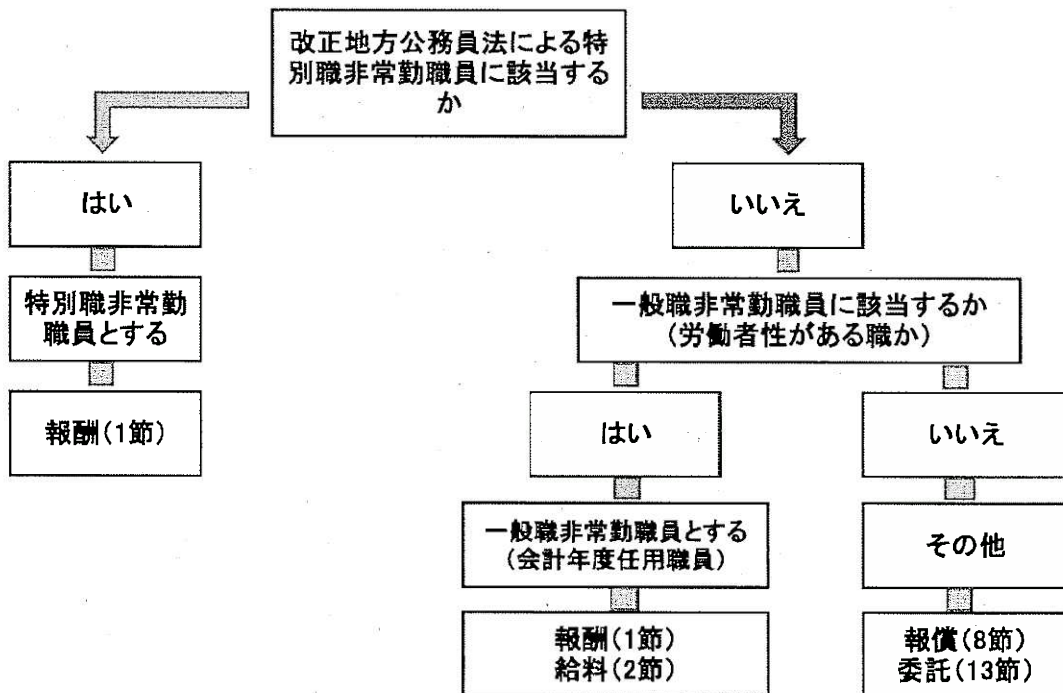 改正地方公務員法による特
別職非常勤職員に該当する
か
はい
いいえ
特別職非常勤
職員とする
一般職非常勤職員に該当するか
(労働者性がある職か)
報酬(1節)
はい
いいえ
一般職非常勤職員とする
(会計年度任用職員)
その他
報酬(1節)
給料(2節)
報償(8節)
委託(13節)